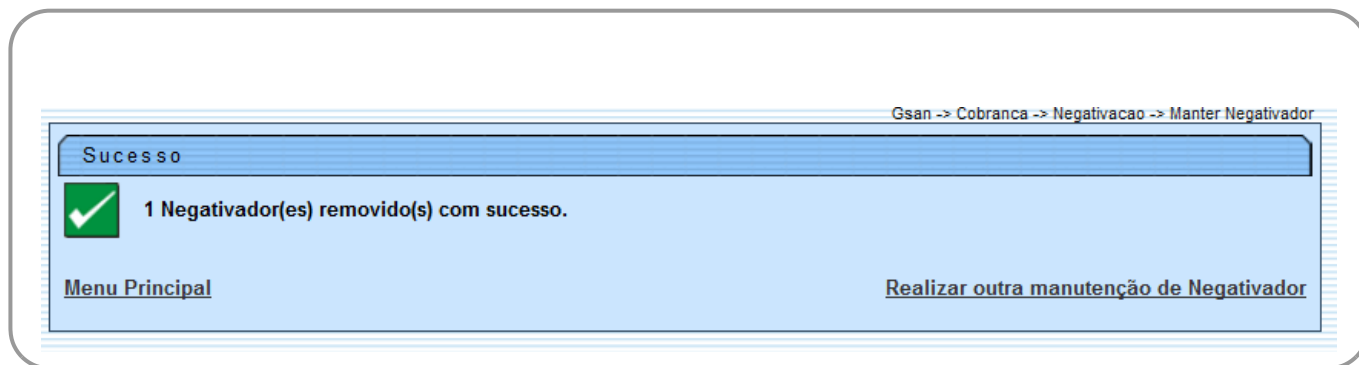 Gsan -> Cobranca -> Negativacao -> Manter Negativador
Sucesso
1 Negativador(es) removido(s) com sucesso.
Menu Principal
Realizar outra manutenção de Negativador